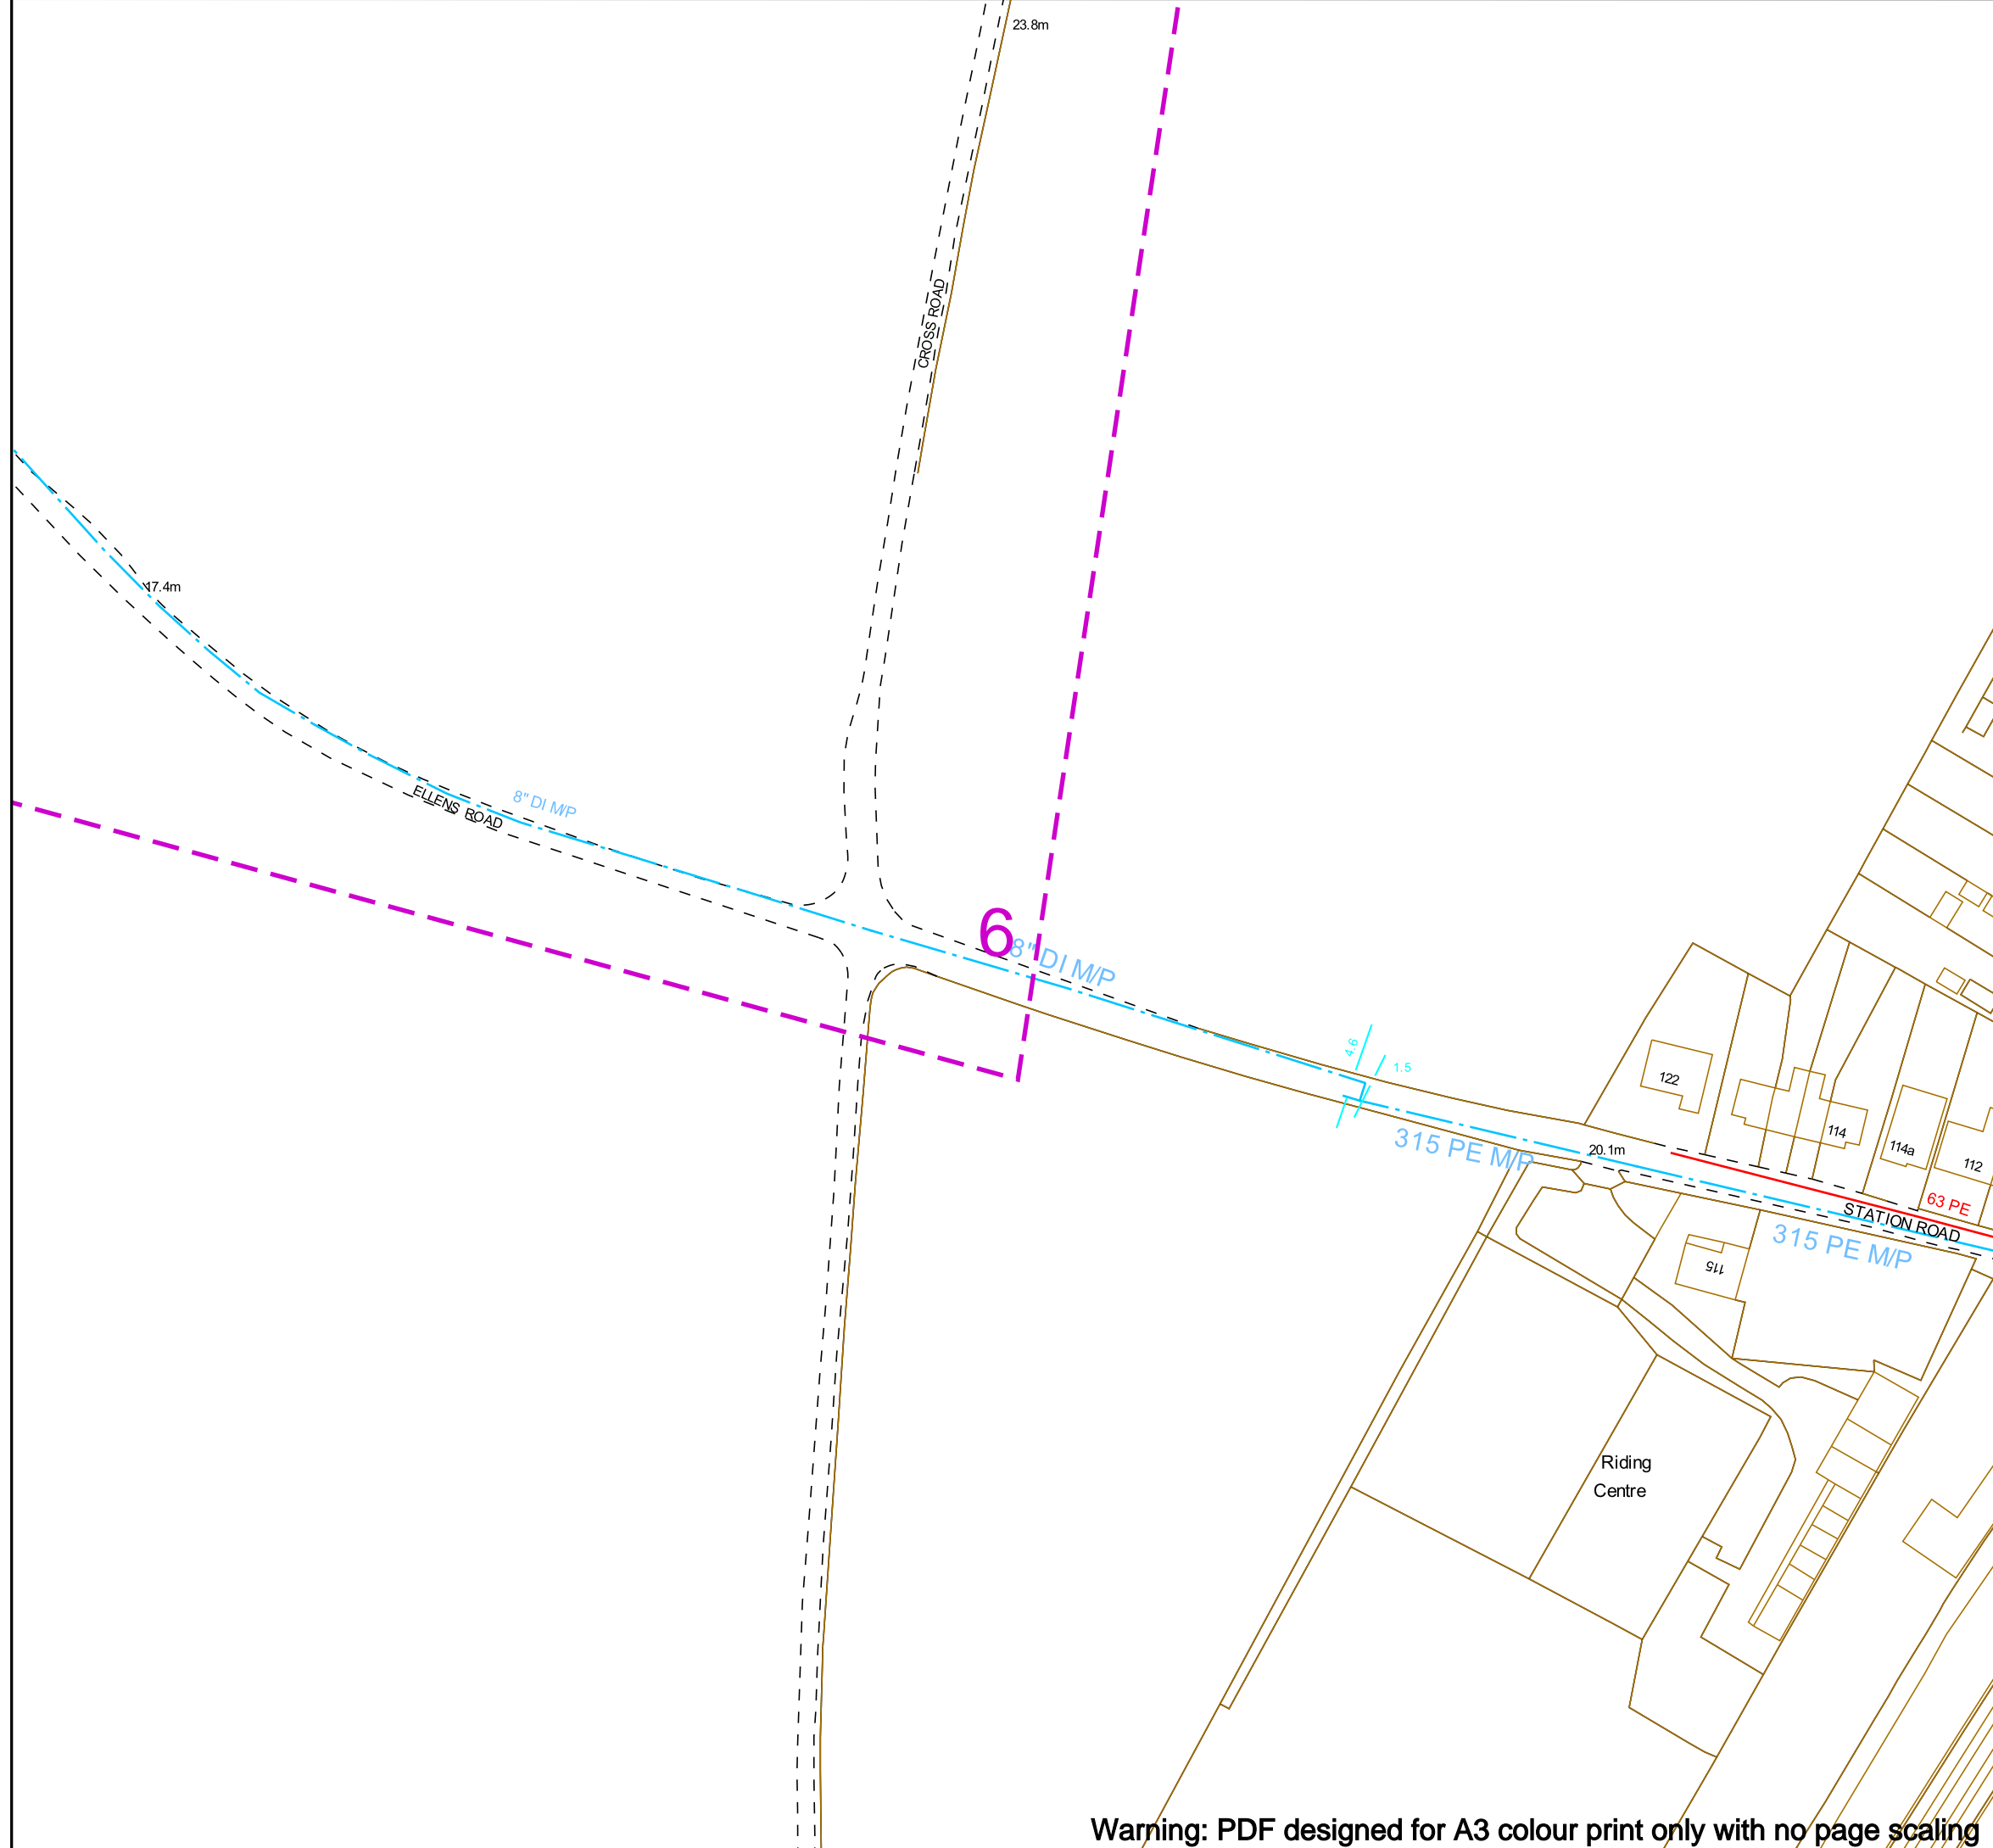 23.8m
CROSS ROAD
17.4m
8" DI M/P
ELLENS ROAD
6
8" DI M/P
4.6
1.5
122
114
114a
112
315 PE M/P
20.1m
63 PE
STATION ROAD
315 PE M/P
115
Riding
Centre
Warning: PDF designed for A3 colour print only with no page scaling